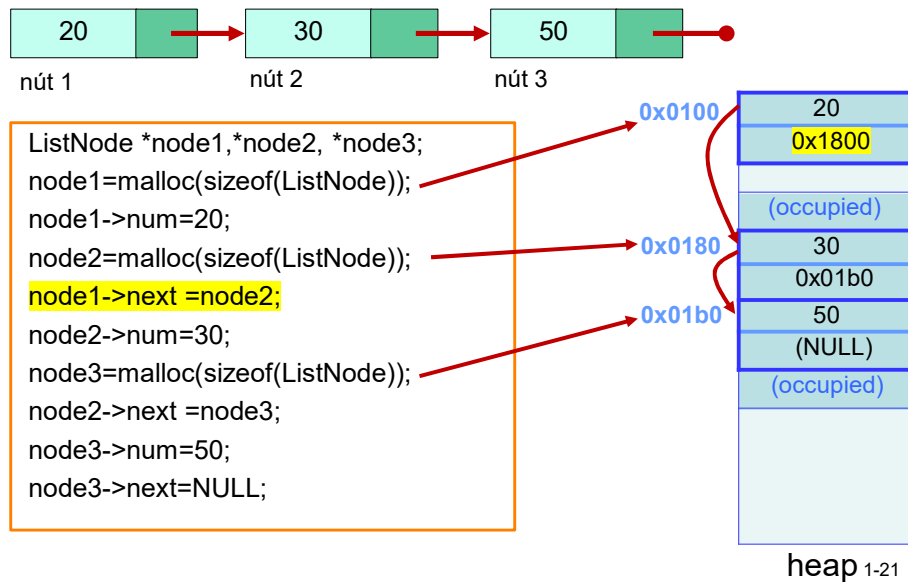 20
30
50
nút 1
nút 2
nút 3
ListNode *node1,*node2, *node3;
node1=malloc(sizeof(ListNode));
node1->num=20;
node2=malloc(sizeof(ListNode));
node1->next =node2;
node2->num=30;
node3=malloc(sizeof(ListNode));
node2->next =node3;
node3->num=50;
node3->next=NULL;
0x0100
0x0180
0x01b0
20
0x1800
(occupied)
30
0x01b0
50
(NULL)
(occupied)
heap 1-21